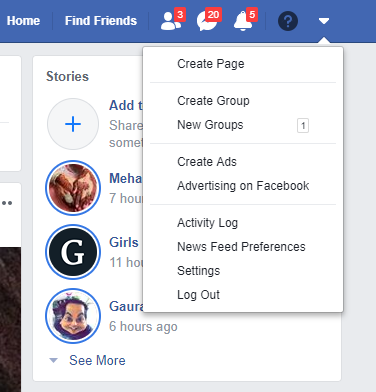 Home Find Friends 3 20 5 ?
Stories
Create Page
Create Group
New Groups 1
Create Ads
Advertising on Facebook
Activity Log
News Feed Preferences
Settings
Log Out
Add t
Share
somet
Meha
7 hour
G
Girls
11 hou
Gaura
6 hours ago
See More